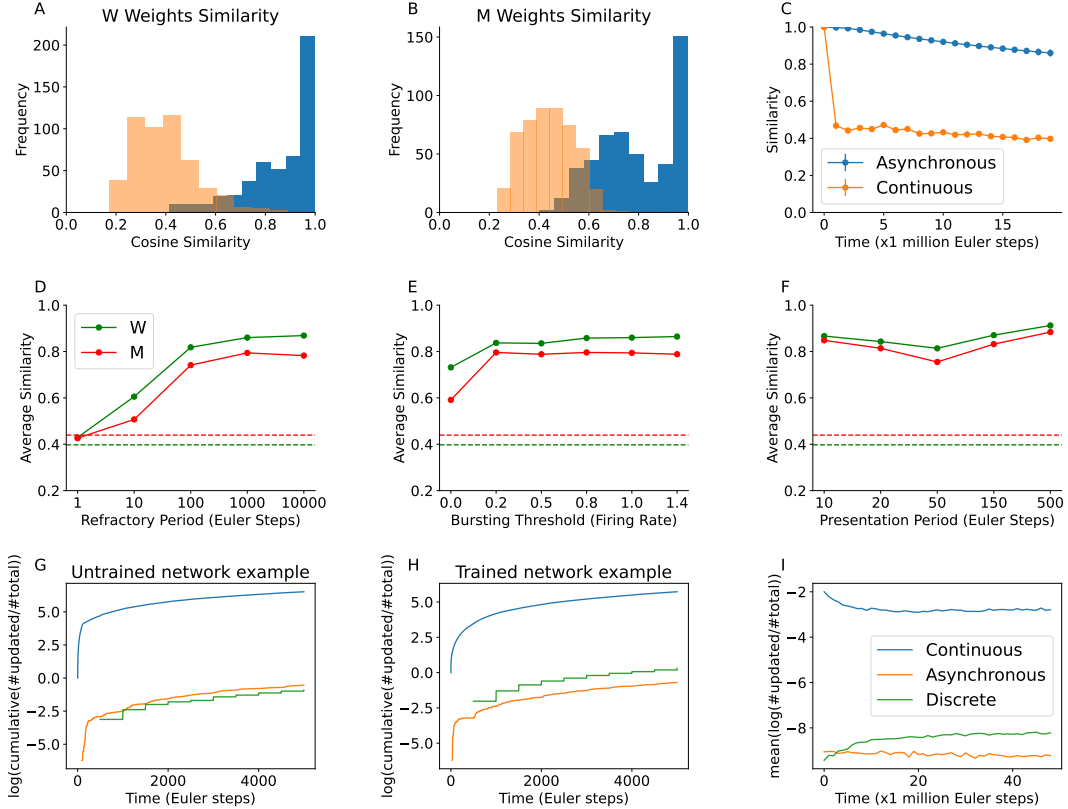 A
W Weights Similarity
Frequency
200
150
100
50
0
0.0 0.2 0.4 0.6 0.8 1.0
Cosine Similarity
B
M Weights Similarity
Frequency
150
100
50
0
0.0 0.2 0.4 0.6 0.8 1.0
Cosine Similarity
C
Similarity
1.0
0.8
0.6
0.4
0.2
0.0
Asynchronous
Continuous
0 5 10 15
Time (x1 million Euler steps)
D
Average Similarity
1.0
0.8
0.6
0.4
0.2
W
M
1 10 100 1000 10000
Refractory Period (Euler Steps)
E
Average Similarity
1.0
0.8
0.6
0.4
0.2
0.0 0.2 0.5 0.8 1.0 1.4
Bursting Threshold (Firing Rate)
F
Average Similarity
1.0
0.8
0.6
0.4
0.2
10 20 50 150 500
Presentation Period (Euler Steps)
G
Untrained network example
log(cumulative(#updated/#total))
5.0
2.5
0.0
−2.5
−5.0
0 2000 4000
Time (Euler steps)
H
Trained network example
log(cumulative(#updated/#total))
5.0
2.5
0.0
−2.5
−5.0
0 2000 4000
Time (Euler steps)
I
mean(log(#updated/#total))
−2
−4
−6
−8
Continuous
Asynchronous
Discrete
0 20 40
Time (x1 million Euler steps)